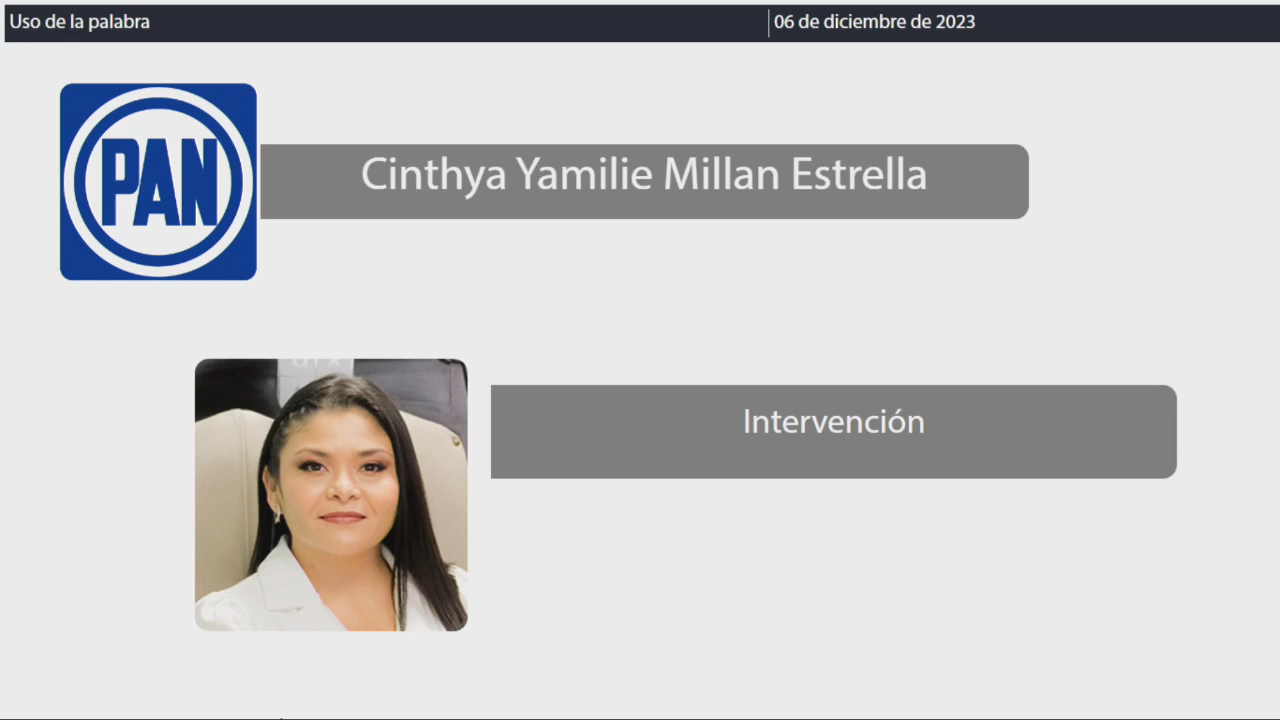 Uso de la palabra
06 de diciembre de 2023
PAN
Cinthya Yamilie Millan Estrella
Intervención